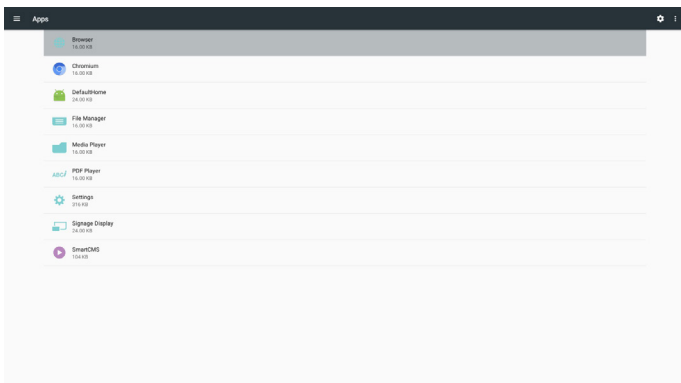 Apps
Browser
16.00 KB
Chromium
16.00 KB
DefaultHome
24.00 KB
File Manager
16.00 KB
Media Player
16.00 KB
ABC
PDF Player
16.00 KB
Settings
316 KB
Signage Display
24.00 KB
SmartCMS
104 KB